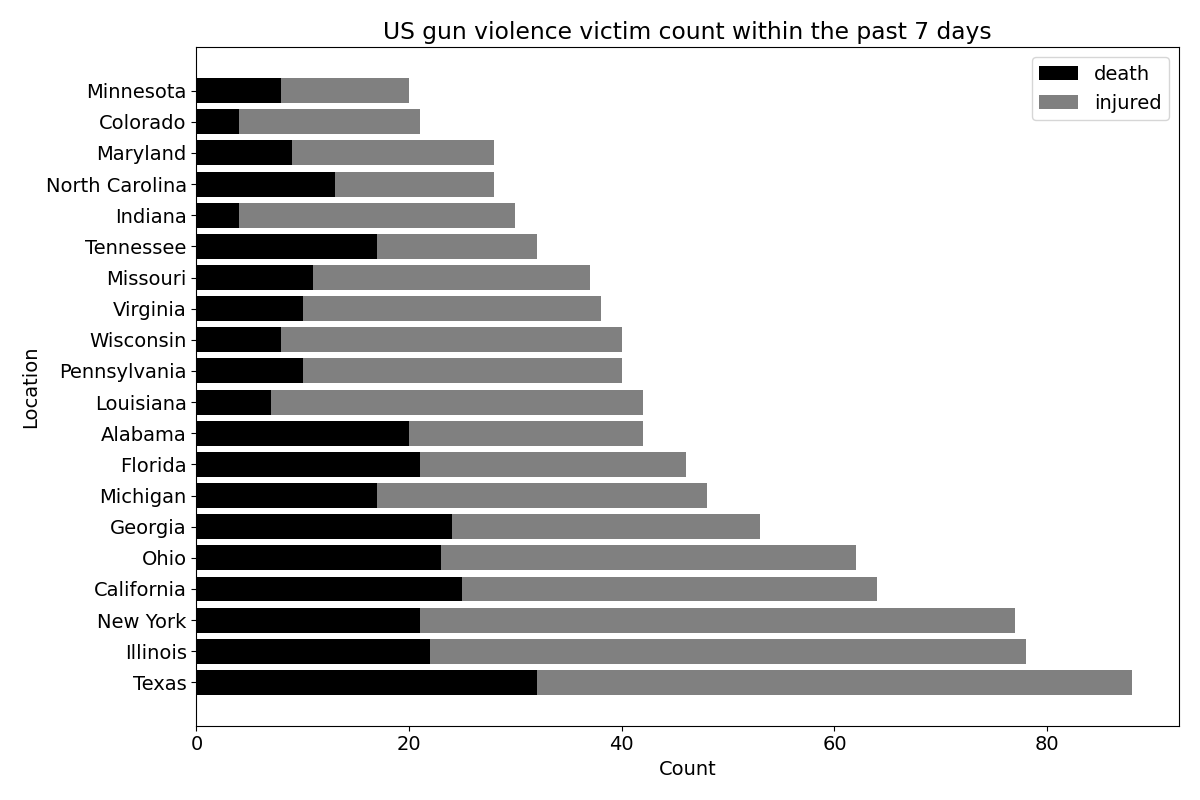 US gun violence victim count within the past 7 days
death
injured
Minnesota
Colorado
Maryland
North Carolina
Indiana
Tennessee
Missouri
Virginia
Wisconsin
Pennsylvania
Louisiana
Alabama
Florida
Michigan
Georgia
Ohio
California
New York
Illinois
Texas
Location
0 20 40 60 80
Count